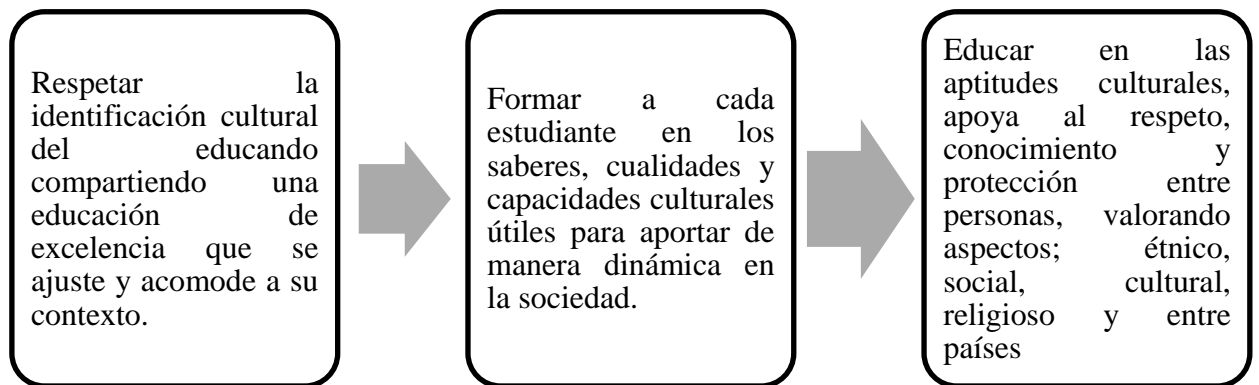 Respetar la
identificación cultural
del educando
compartiendo una
educación de
excelencia que se
ajuste y acomode a su
contexto.
Formar a cada
estudiante en los
saberes, cualidades y
capacidades culturales
útiles para aportar de
manera dinámica en
la sociedad.
Educar en las
aptitudes culturales,
apoya al respeto,
conocimiento y
protección entre
personas, valorando
aspectos; étnico,
social, cultural,
religioso y entre
países